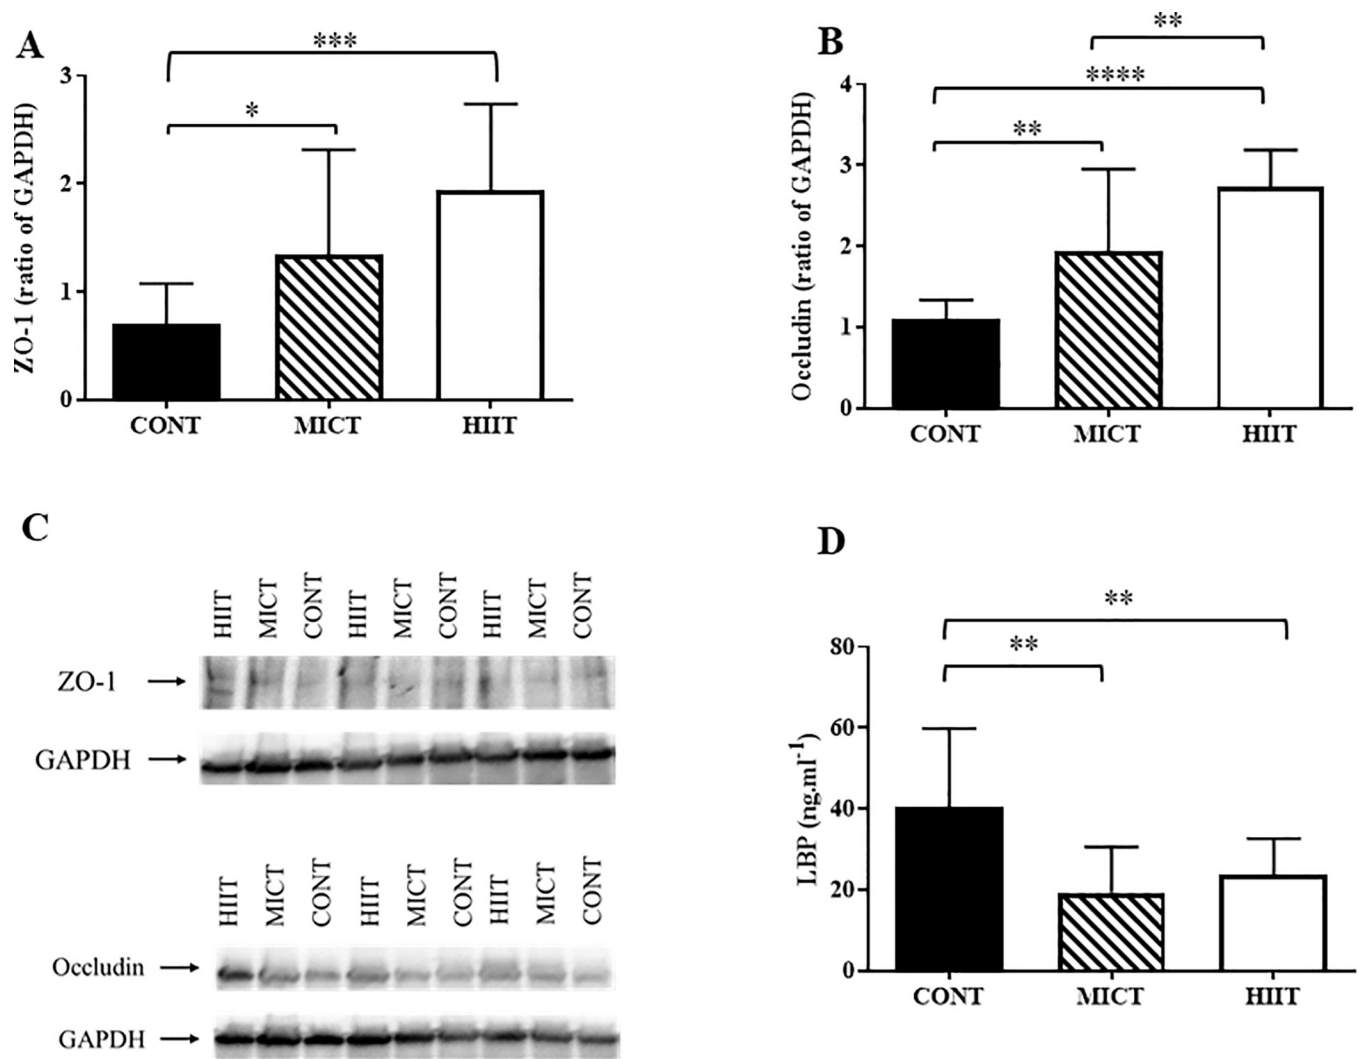 A
***
*
3
2
1
0
ZO-1 (ratio of GAPDH)
CONT MICT HIIT
B
**
****
**
4
3
2
1
0
Occludin (ratio of GAPDH)
CONT MICT HIIT
C
HIIT MICT CONT HIIT MICT CONT HIIT MICT CONT
ZO-1
GAPDH
HIIT MICT CONT HIIT MICT CONT HIIT MICT CONT
Occludin
GAPDH
D
**
**
80
60
40
20
0
LBP (ng.ml⁻¹)
CONT MICT HIIT